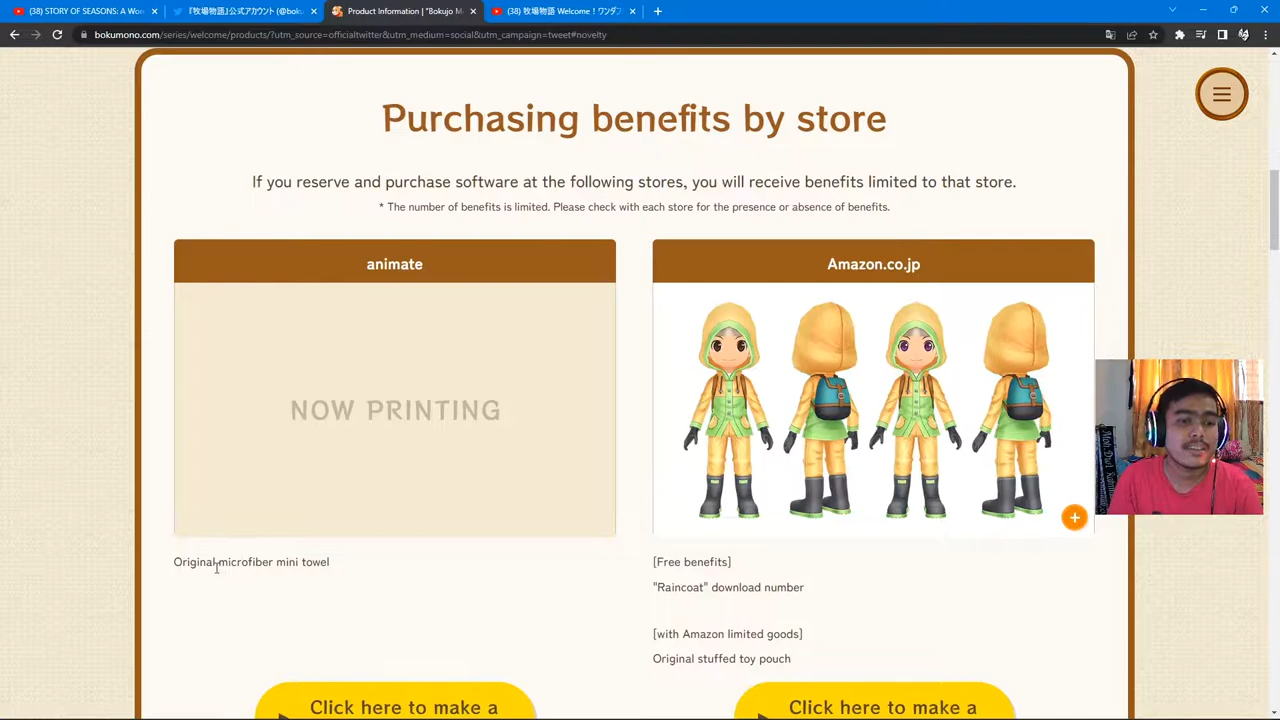 (38) STORY OF SEASONS: A Wo
『牧場物語』公式アカウント (@boku
Product Information | "Bokujo M
(38) 牧場物語 Welcome！ワンダフ
bokumono.com/series/welcome/products/?utm_source=officialtwitter&utm_medium=social&utm_campaign=tweet#novelty
Purchasing benefits by store
If you reserve and purchase software at the following stores, you will receive benefits limited to that store.
* The number of benefits is limited. Please check with each store for the presence or absence of benefits.
animate
NOW PRINTING
Original microfiber mini towel
Amazon.co.jp
[Free benefits]
"Raincoat" download number
[with Amazon limited goods]
Original stuffed toy pouch
Click here to make a
Click here to make a